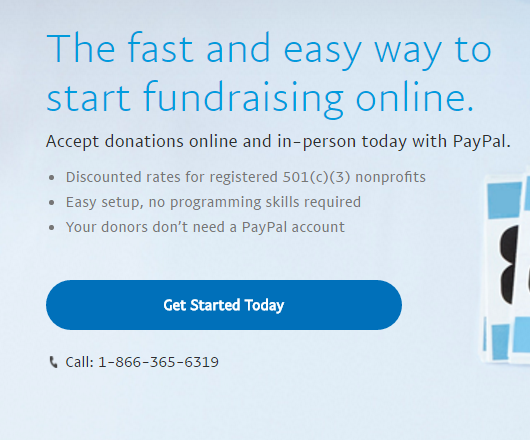 The fast and easy way to
start fundraising online.
Accept donations online and in-person today with PayPal.
• Discounted rates for registered 501(c)(3) nonprofits
• Easy setup, no programming skills required
• Your donors don't need a PayPal account
Get Started Today
Call: 1-866-365-6319